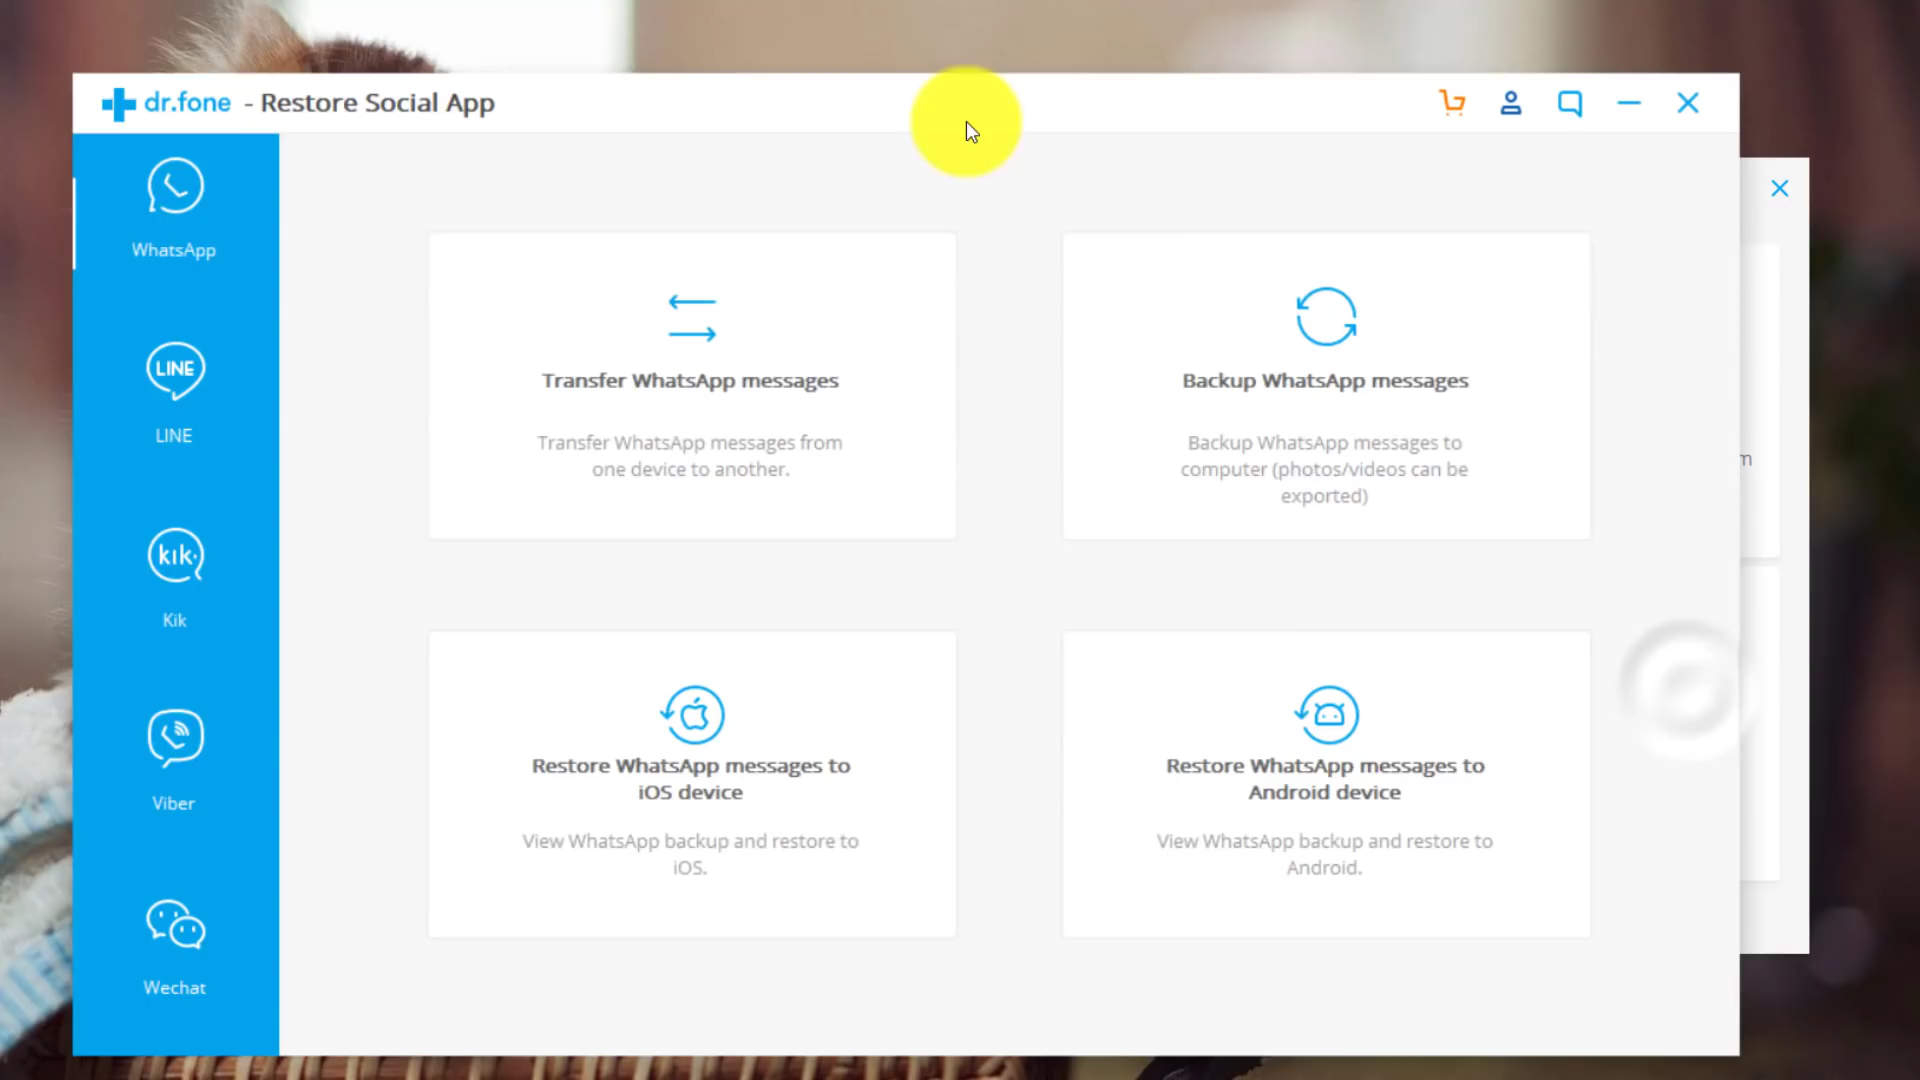 dr.fone - Restore Social App
WhatsApp
LINE
LINE
kik
Kik
Viber
Wechat
Transfer WhatsApp messages
Transfer WhatsApp messages from
one device to another.
Backup WhatsApp messages
Backup WhatsApp messages to
computer (photos/videos can be
exported)
Restore WhatsApp messages to
iOS device
View WhatsApp backup and restore to
iOS.
Restore WhatsApp messages to
Android device
View WhatsApp backup and restore to
Android.
m